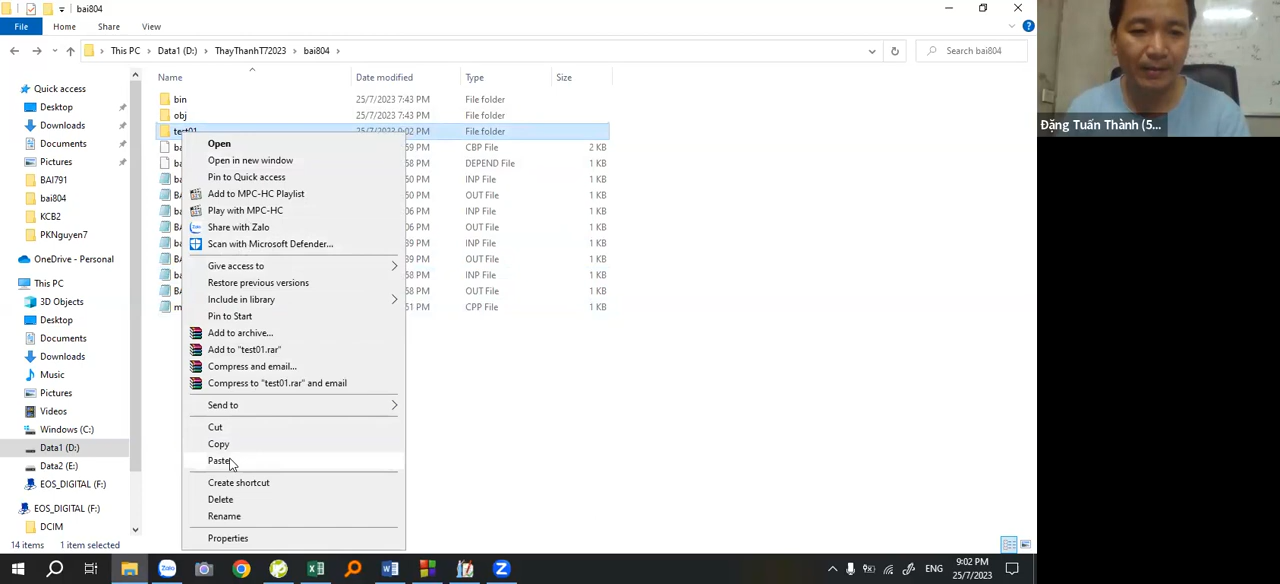 bai804
File
Home
Share
View
This PC
Data1 (D:)
ThayThanhT72023
bai804
Search bai804
Name
Date modified
Type
Size
Quick access
Desktop
Downloads
Documents
Pictures
BAI791
bai804
KCB2
PKNguyen7
OneDrive - Personal
This PC
3D Objects
Desktop
Documents
Downloads
Music
Pictures
Videos
Windows (C:)
Data1 (D:)
Data2 (E:)
EOS_DIGITAL (F:)
EOS_DIGITAL (F:)
DCIM
bin 25/7/2023 7:43 PM File folder
obj 25/7/2023 7:43 PM File folder
test01 25/7/2023 9:02 PM File folder
CBP File 2 KB
DEPEND File 1 KB
INP File 1 KB
OUT File 1 KB
INP File 1 KB
OUT File 1 KB
INP File 1 KB
OUT File 1 KB
INP File 1 KB
OUT File 1 KB
CPP File 1 KB
Open
Open in new window
Pin to Quick access
Add to MPC-HC Playlist
Play with MPC-HC
Share with Zalo
Scan with Microsoft Defender...
Give access to
Restore previous versions
Include in library
Pin to Start
Add to archive...
Add to "test01.rar"
Compress and email...
Compress to "test01.rar" and email
Send to
Cut
Copy
Paste
Create shortcut
Delete
Rename
Properties
14 items 1 item selected
ENG
9:02 PM
25/7/2023
Đặng Tuấn Thành (5...